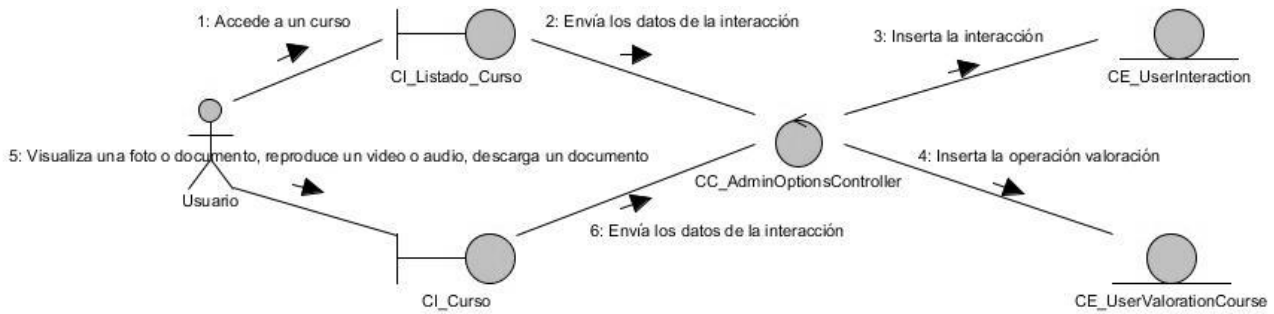 1: Accede a un curso
2: Envía los datos de la interacción
3: Inserta la interacción
CI_Listado_Curso
CE_UserInteraction
5: Visualiza una foto o documento, reproduce un video o audio, descarga un documento
4: Inserta la operación valoración
CC_AdminOptionsController
Usuario
6: Envía los datos de la interacción
CI_Curso
CE_UserValorationCourse